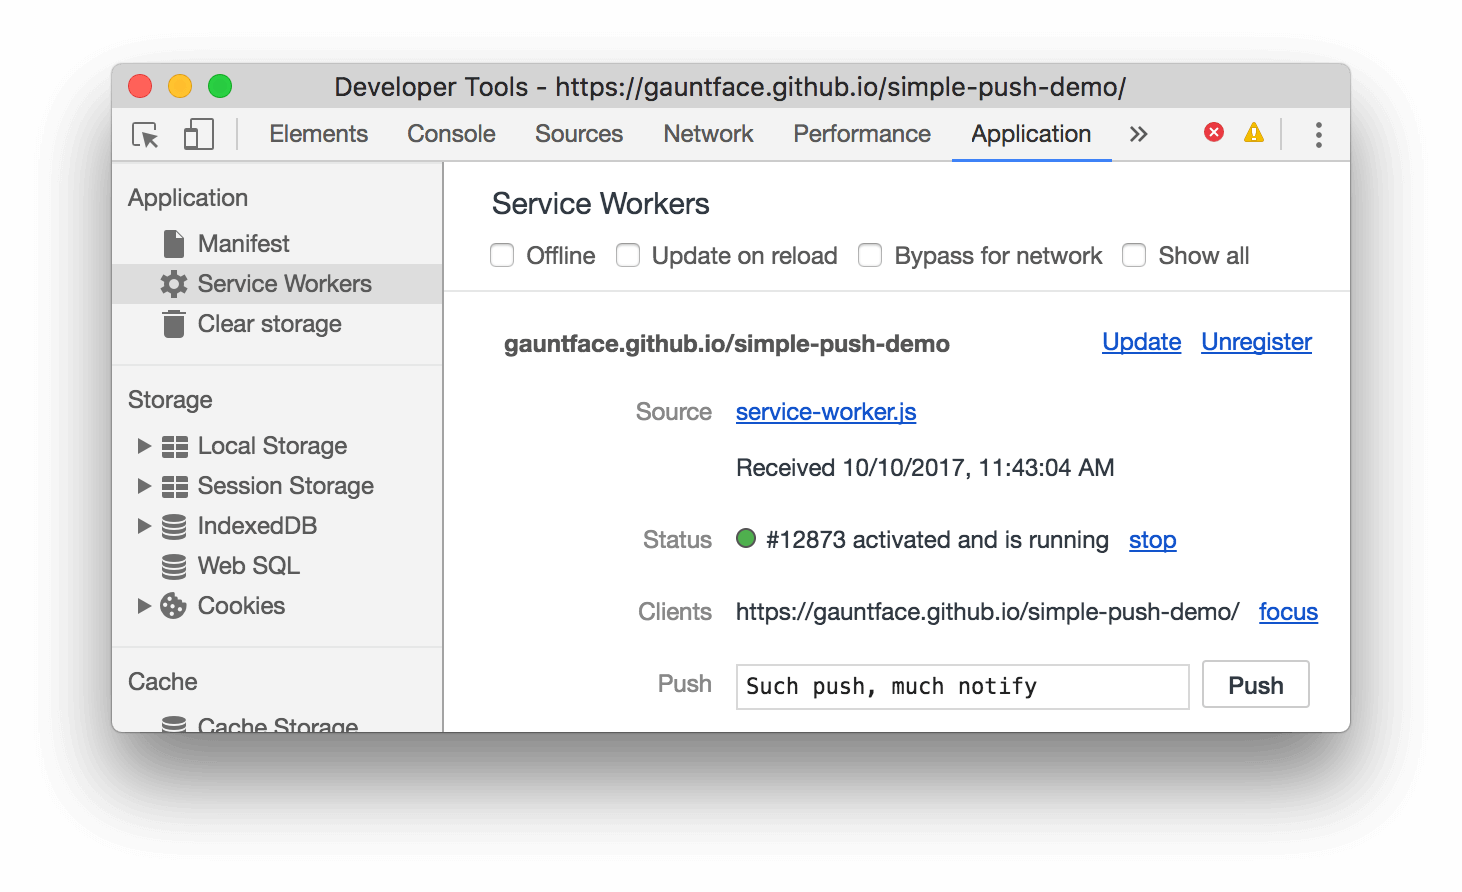 Developer Tools - https://gauntface.github.io/simple-push-demo/
Elements Console Sources Network Performance Application
Application
Manifest
Service Workers
Clear storage
Storage
Local Storage
Session Storage
IndexedDB
Web SQL
Cookies
Cache
Cache Storage
Service Workers
Offline Update on reload Bypass for network Show all
gauntface.github.io/simple-push-demo Update Unregister
Source service-worker.js
Received 10/10/2017, 11:43:04 AM
Status #12873 activated and is running stop
Clients https://gauntface.github.io/simple-push-demo/ focus
Push Such push, much notify Push